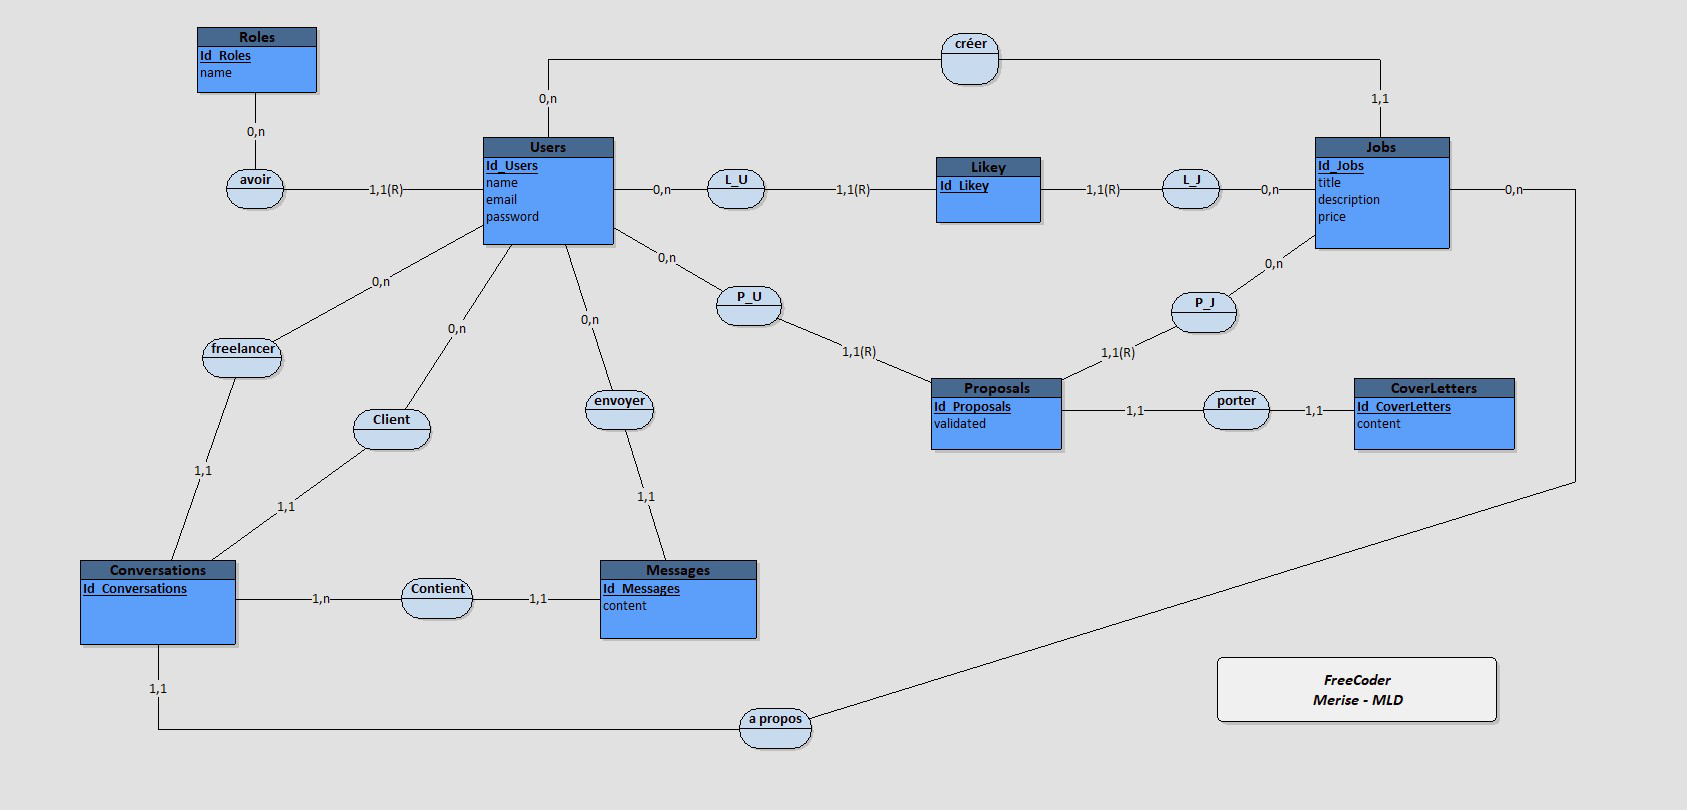 Roles
Id_Roles
name
0,n
avoir
1,1(R)
créer
0,n
1,1
Users
Id_Users
name
email
password
0,n
L_U
1,1(R)
Likey
Id_Likey
1,1(R)
L_J
0,n
Jobs
Id_Jobs
title
description
price
0,n
0,n
freelancer
1,1
0,n
Client
1,1
0,n
envoyer
1,1
0,n
P_U
1,1(R)
0,n
P_J
1,1(R)
Proposals
Id_Proposals
validated
1,1
porter
1,1
CoverLetters
Id_CoverLetters
content
Conversations
Id_Conversations
1,n
Contient
1,1
Messages
Id_Messages
content
1,1
a propos
FreeCoder
Merise - MLD